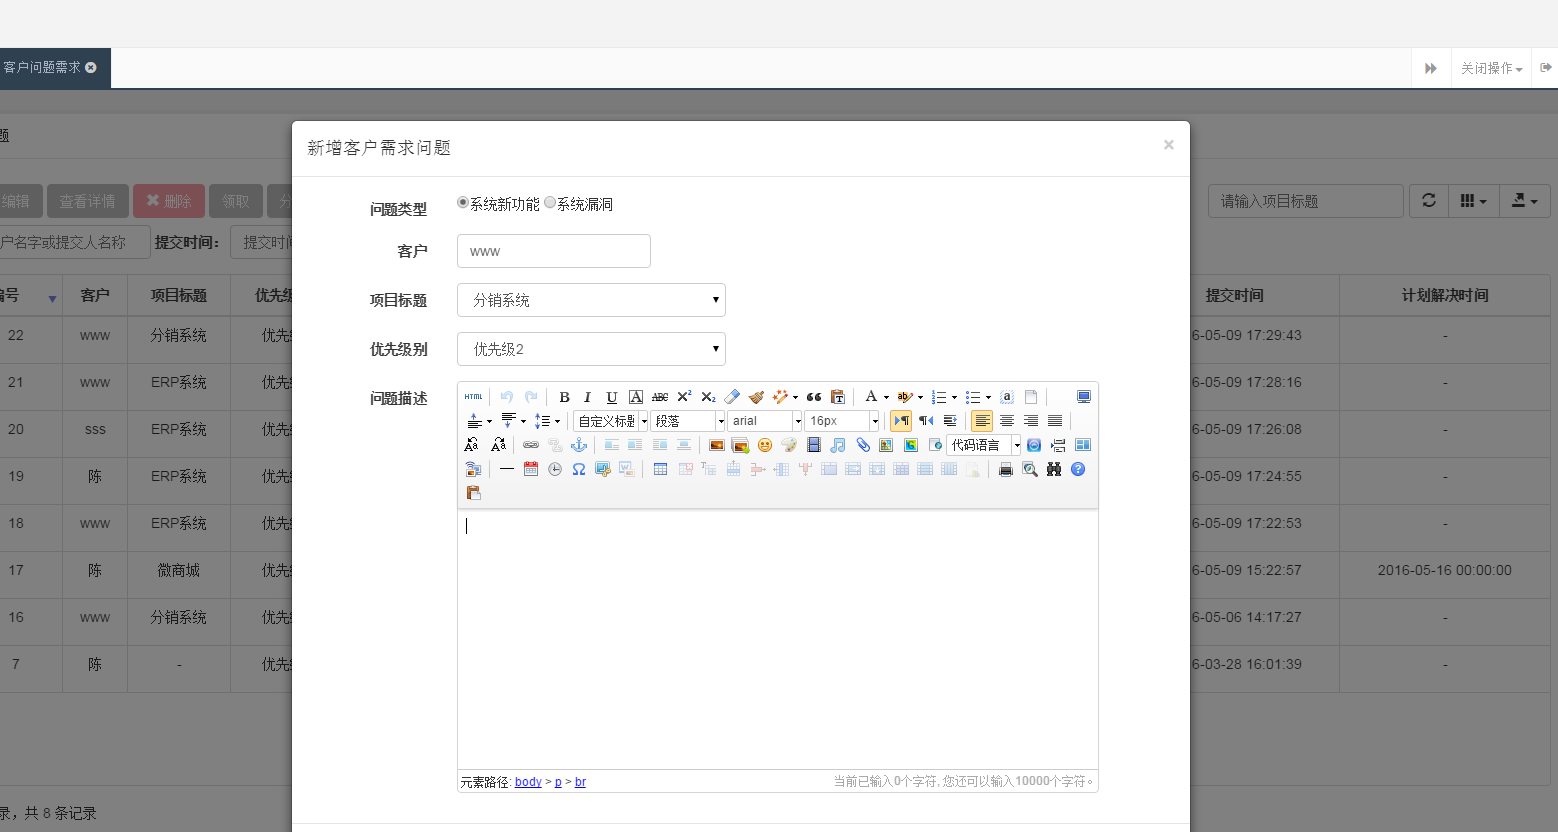 客户问题需求
关闭操作
题
新增客户需求问题
×
编辑 查看详情 删除 领取 分
请输入项目标题
户名字或提交人名称 提交时间： 提交时间
问题类型 系统新功能 系统漏洞
客户 www
项目标题 分销系统
优先级别 优先级2
问题描述
HTML B I U A ABC X² X₂ A ab a
自定义标题 段落 arial 16px
代码语言
元素路径: body > p > br
当前已输入0个字符, 您还可以输入10000个字符。
编号 客户 项目标题 优先级 提交时间 计划解决时间
22 www 分销系统 优先级 6-05-09 17:29:43 -
21 www ERP系统 优先级 6-05-09 17:28:16 -
20 sss ERP系统 优先级 6-05-09 17:26:08 -
19 陈 ERP系统 优先级 6-05-09 17:24:55 -
18 www ERP系统 优先级 6-05-09 17:22:53 -
17 陈 微商城 优先级 6-05-09 15:22:57 2016-05-16 00:00:00
16 www 分销系统 优先级 6-05-06 14:17:27 -
7 陈 - 优先级 6-03-28 16:01:39 -
录，共 8 条记录